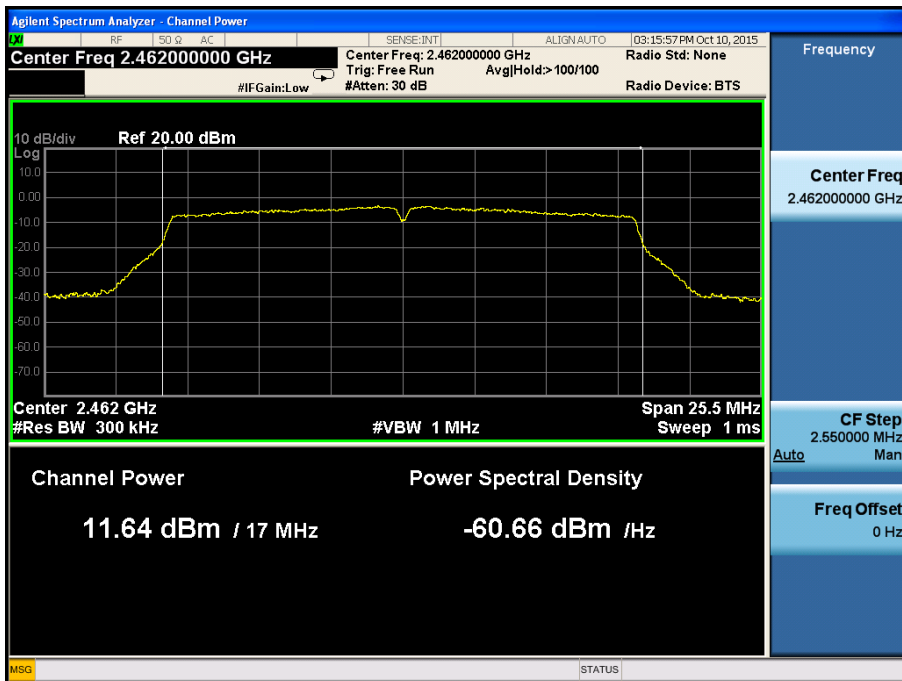 Agilent Spectrum Analyzer - Channel Power
LXI RF 50 Ω AC SENSE:INT ALIGN AUTO 03:15:57 PM Oct 10, 2015
Center Freq 2.462000000 GHz
Center Freq: 2.462000000 GHz Radio Std: None
Trig: Free Run Avg|Hold:> 100/100
#IFGain:Low #Atten: 30 dB Radio Device: BTS
10 dB/div Ref 20.00 dBm
Log
10.0
0.00
-10.0
-20.0
-30.0
-40.0
-50.0
-60.0
-70.0
Center 2.462 GHz Span 25.5 MHz
#Res BW 300 kHz #VBW 1 MHz Sweep 1 ms
Channel Power Power Spectral Density
11.64 dBm / 17 MHz -60.66 dBm /Hz
Frequency
Center Freq
2.462000000 GHz
CF Step
2.550000 MHz
Auto Man
Freq Offset
0 Hz
MSG STATUS